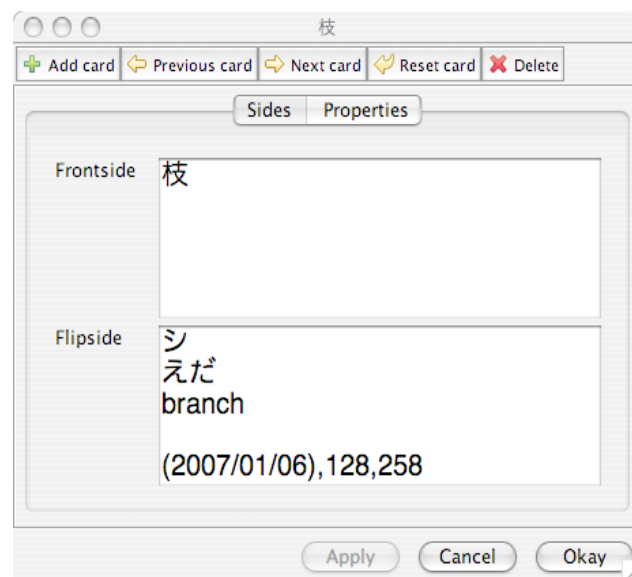 枝
Add card Previous card Next card Reset card Delete
Sides Properties
Frontside 枝
Flipside シ
えだ
branch
(2007/01/06),128,258
Apply Cancel Okay